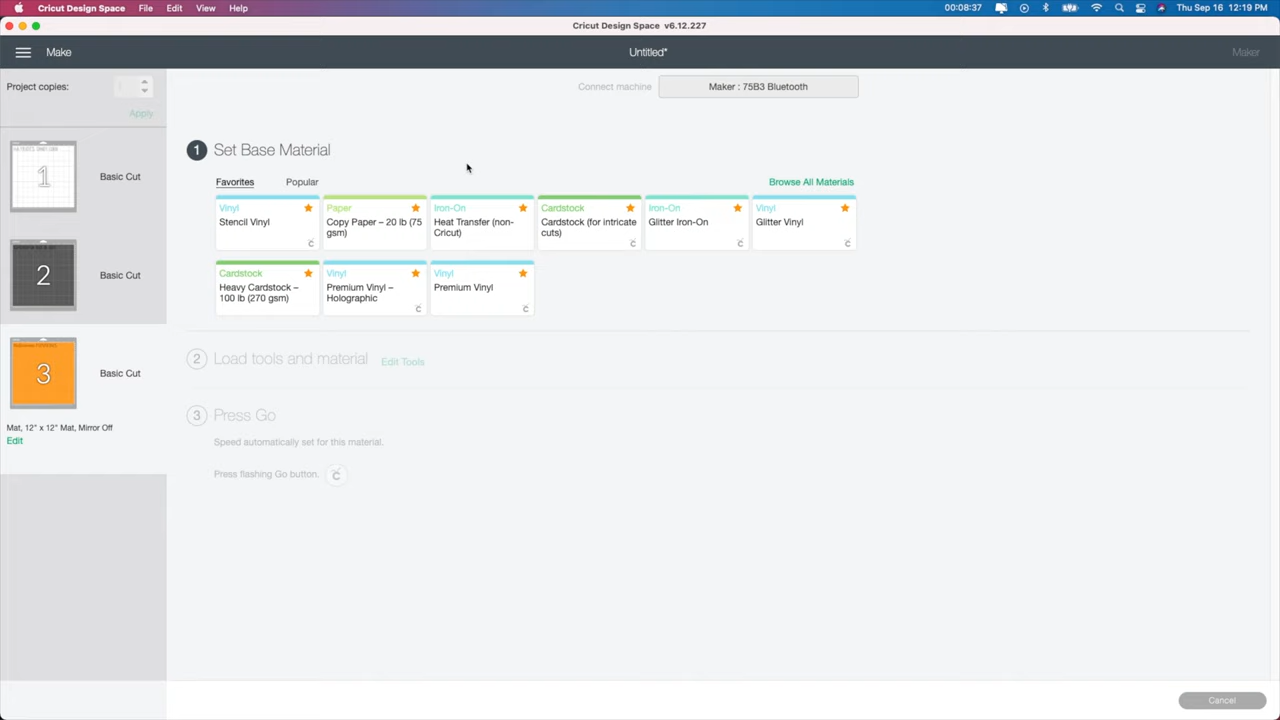 Cricut Design Space File Edit View Help 00:08:37 Thu Sep 16 12:19 PM
Cricut Design Space v6.12.227
Make Untitled* Maker
Project copies:
Apply
1 Basic Cut
2 Basic Cut
3 Basic Cut
Mat, 12" x 12" Mat, Mirror Off
Edit
Connect machine Maker : 75B3 Bluetooth
1 Set Base Material
Favorites Popular Browse All Materials
Vinyl
Stencil Vinyl
Paper
Copy Paper – 20 lb (75
gsm)
Iron-On
Heat Transfer (non-
Cricut)
Cardstock
Cardstock (for intricate
cuts)
Iron-On
Glitter Iron-On
Vinyl
Glitter Vinyl
Cardstock
Heavy Cardstock –
100 lb (270 gsm)
Vinyl
Premium Vinyl –
Holographic
Vinyl
Premium Vinyl
2 Load tools and material Edit Tools
3 Press Go
Speed automatically set for this material.
Press flashing Go button.
Cancel